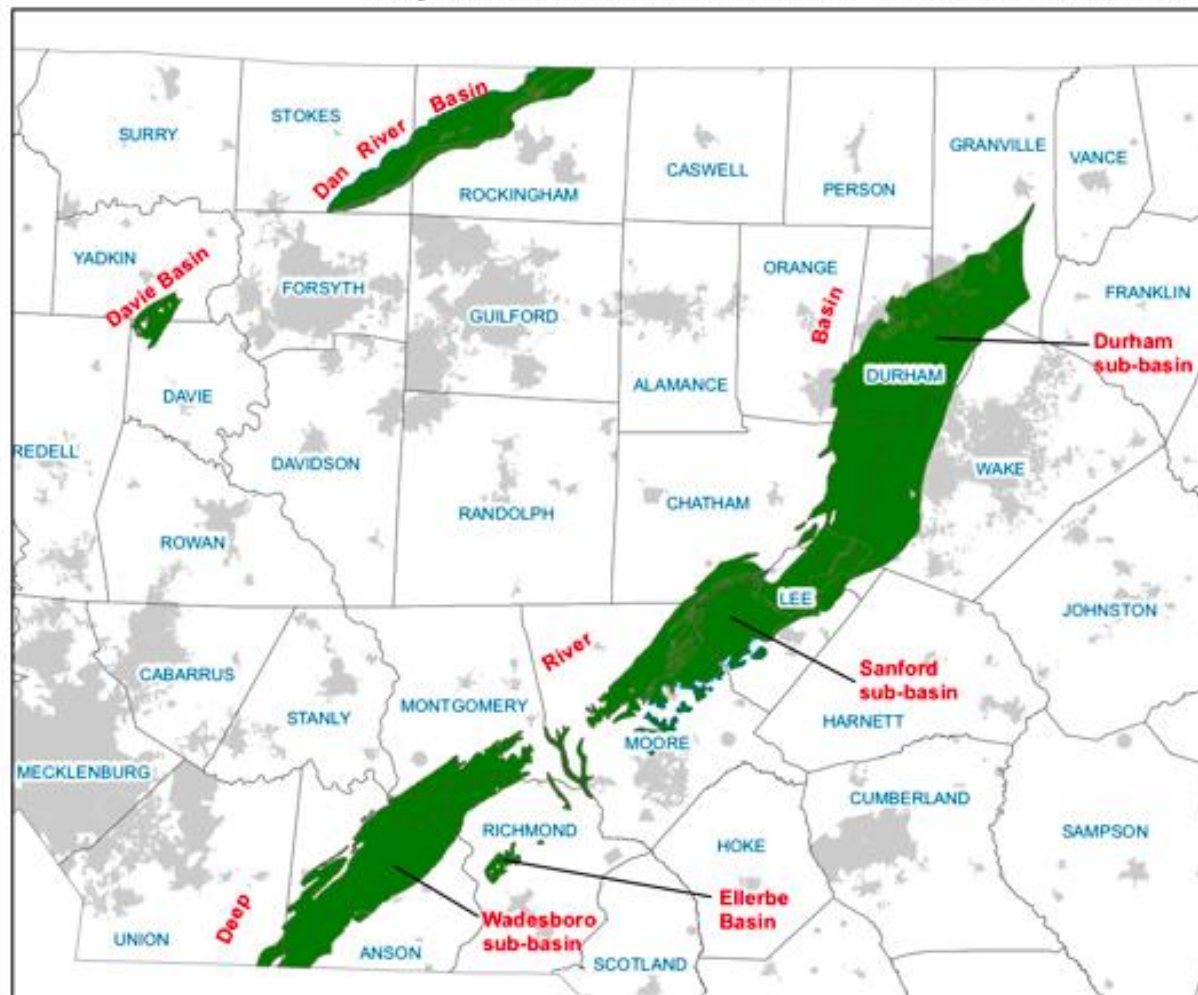 STOKES
Dan River Basin
SURRY
GRANVILLE
VANCE
CASWELL
PERSON
ROCKINGHAM
YADKIN
Davie Basin
FORSYTH
ORANGE
FRANKLIN
GUILFORD
Basin
Durham
sub-basin
DURHAM
ALAMANCE
DAVIE
REDELL
DAVIDSON
WAKE
CHATHAM
RANDOLPH
ROWAN
LEE
JOHNSTON
River
CABARRUS
Sanford
sub-basin
STANLY
MONTGOMERY
HARNETT
MOORE
MECKLENBURG
CUMBERLAND
RICHMOND
HOKE
SAMPSON
Ellerbe
Basin
Deep
Wadesboro
sub-basin
UNION
ANSON
SCOTLAND